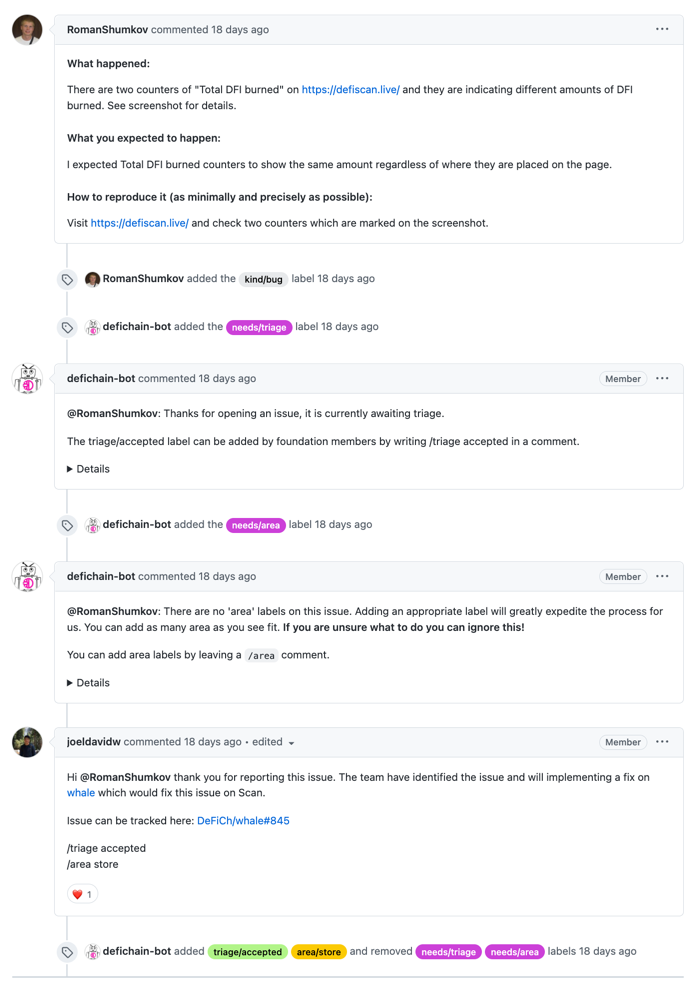 RomanShumkov commented 18 days ago
What happened:
There are two counters of "Total DFI burned" on https://defiscan.live/ and they are indicating different amounts of DFI
burned. See screenshot for details.
What you expected to happen:
I expected Total DFI burned counters to show the same amount regardless of where they are placed on the page.
How to reproduce it (as minimally and precisely as possible):
Visit https://defiscan.live/ and check two counters which are marked on the screenshot.
RomanShumkov added the kind/bug label 18 days ago
defichain-bot added the needs/triage label 18 days ago
defichain-bot commented 18 days ago Member
@RomanShumkov: Thanks for opening an issue, it is currently awaiting triage.
The triage/accepted label can be added by foundation members by writing /triage accepted in a comment.
Details
defichain-bot added the needs/area label 18 days ago
defichain-bot commented 18 days ago Member
@RomanShumkov: There are no 'area' labels on this issue. Adding an appropriate label will greatly expedite the process for
us. You can add as many area as you see fit. If you are unsure what to do you can ignore this!
You can add area labels by leaving a /area comment.
Details
joeldavidw commented 18 days ago • edited Member
Hi @RomanShumkov thank you for reporting this issue. The team have identified the issue and will implementing a fix on
whale which would fix this issue on Scan.
Issue can be tracked here: DeFiCh/whale#845
/triage accepted
/area store
❤️ 1
defichain-bot added triage/accepted area/store and removed needs/triage needs/area labels 18 days ago